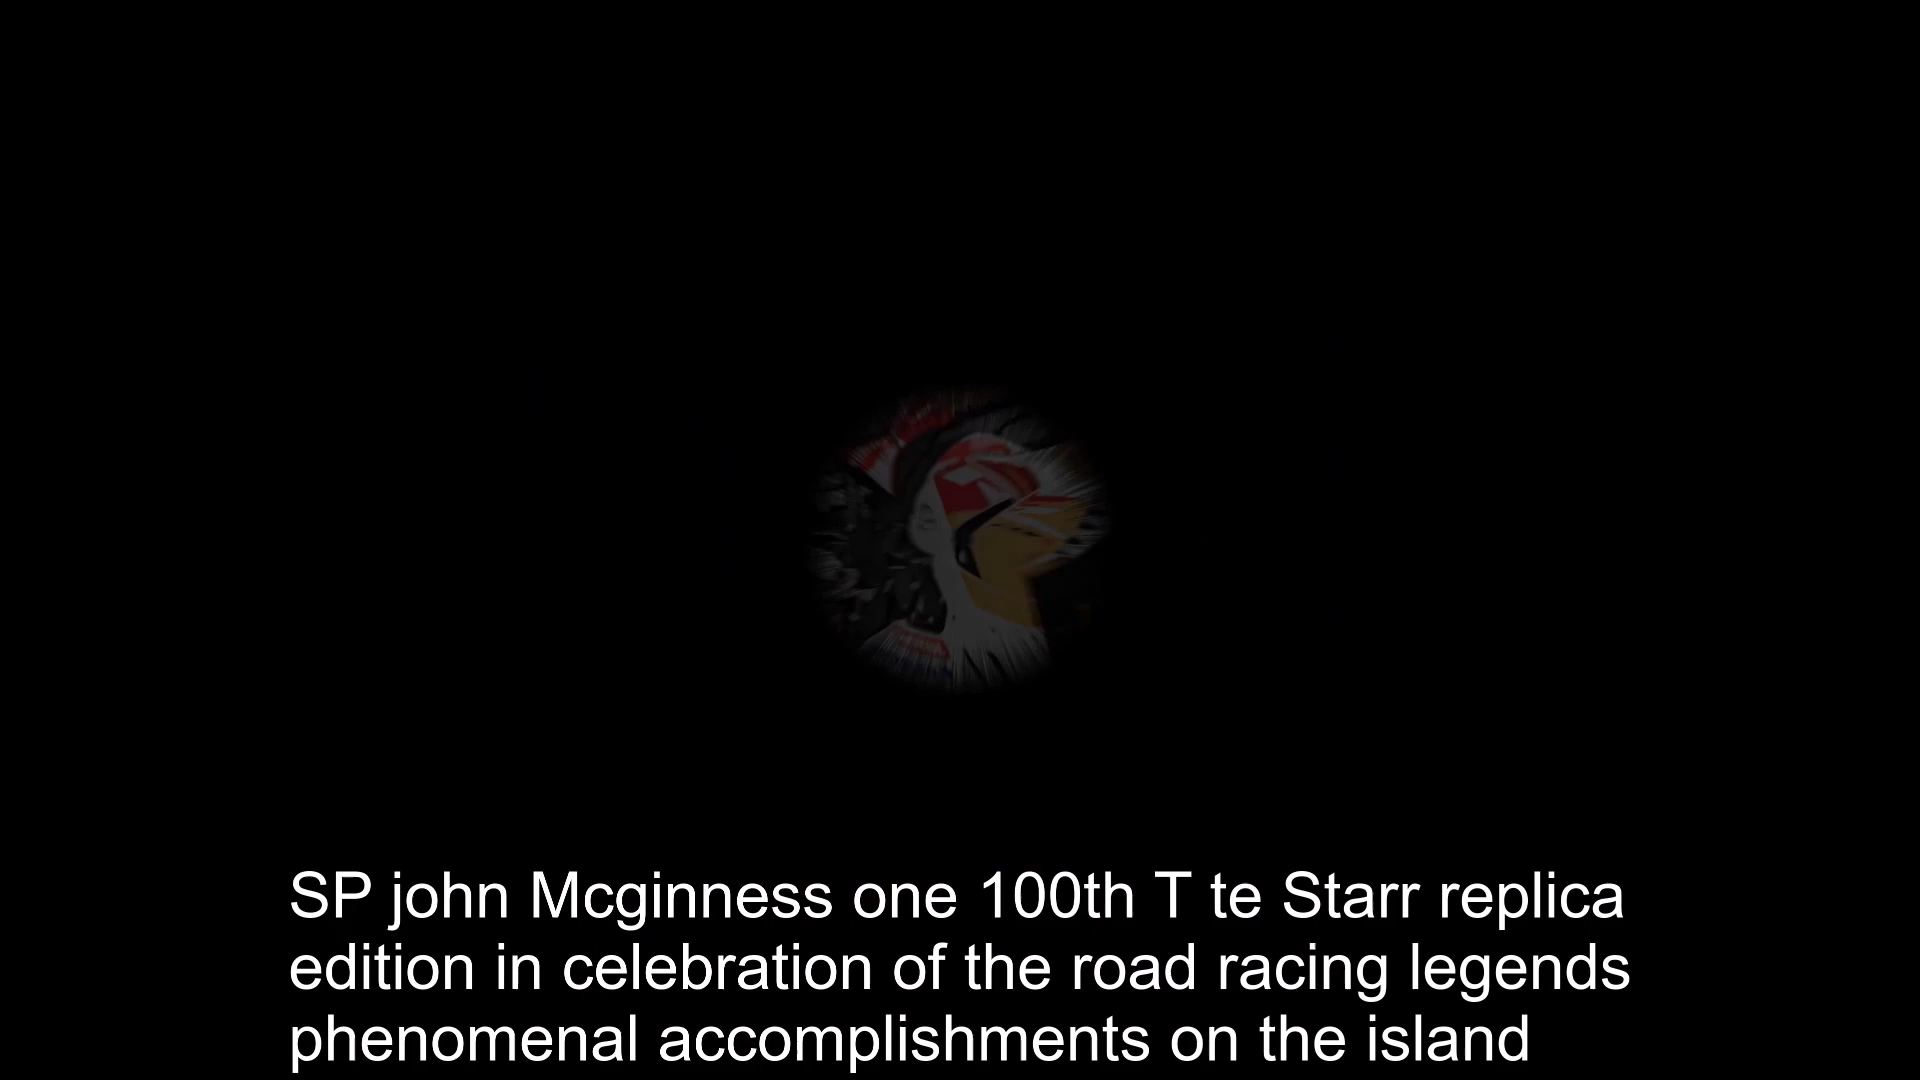 SP john Mcginness one 100th T te Starr replica
edition in celebration of the road racing legends
phenomenal accomplishments on the island